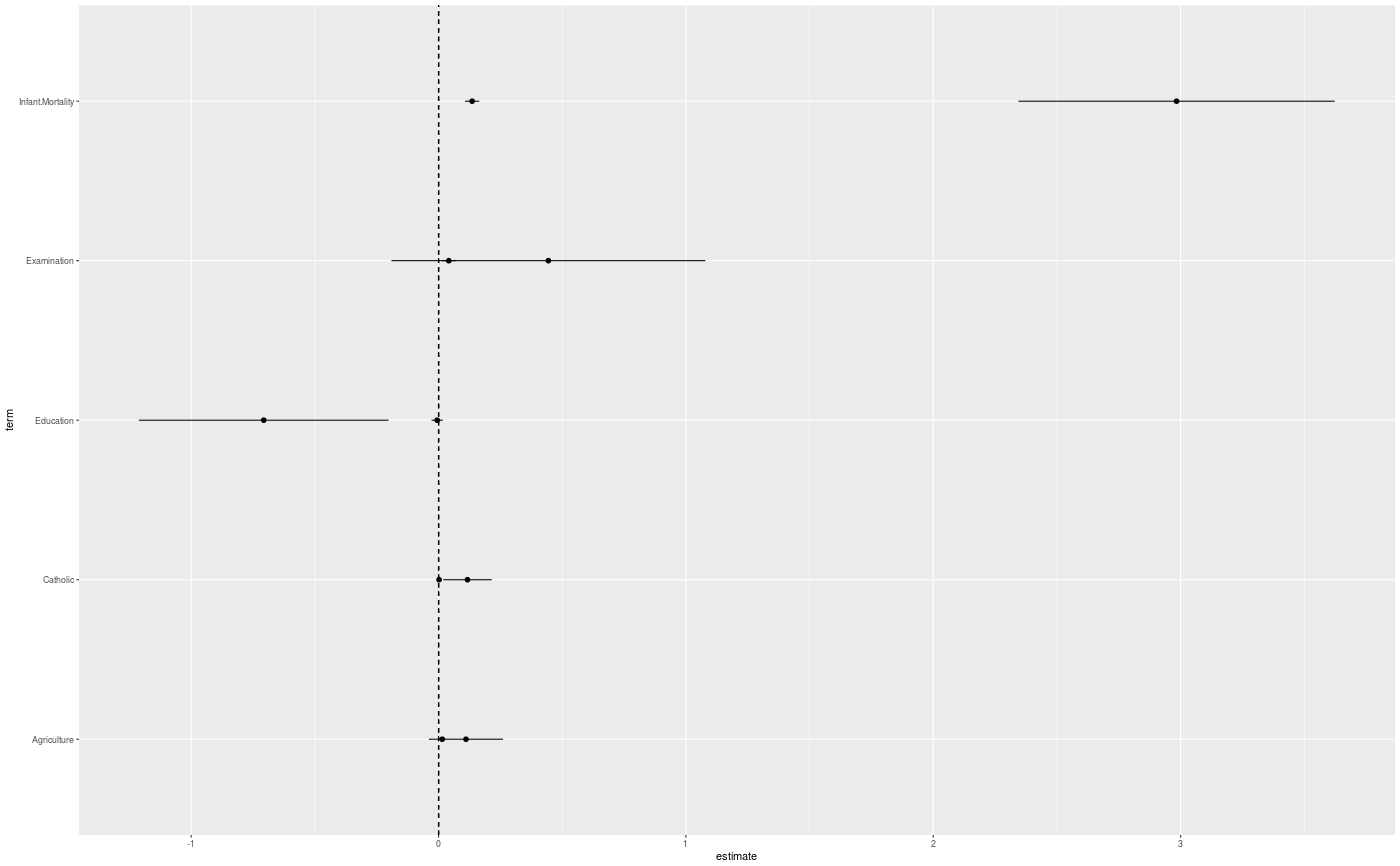 Infant.Mortality
Examination
Education
Catholic
Agriculture
term
-1
0
1
2
3
estimate